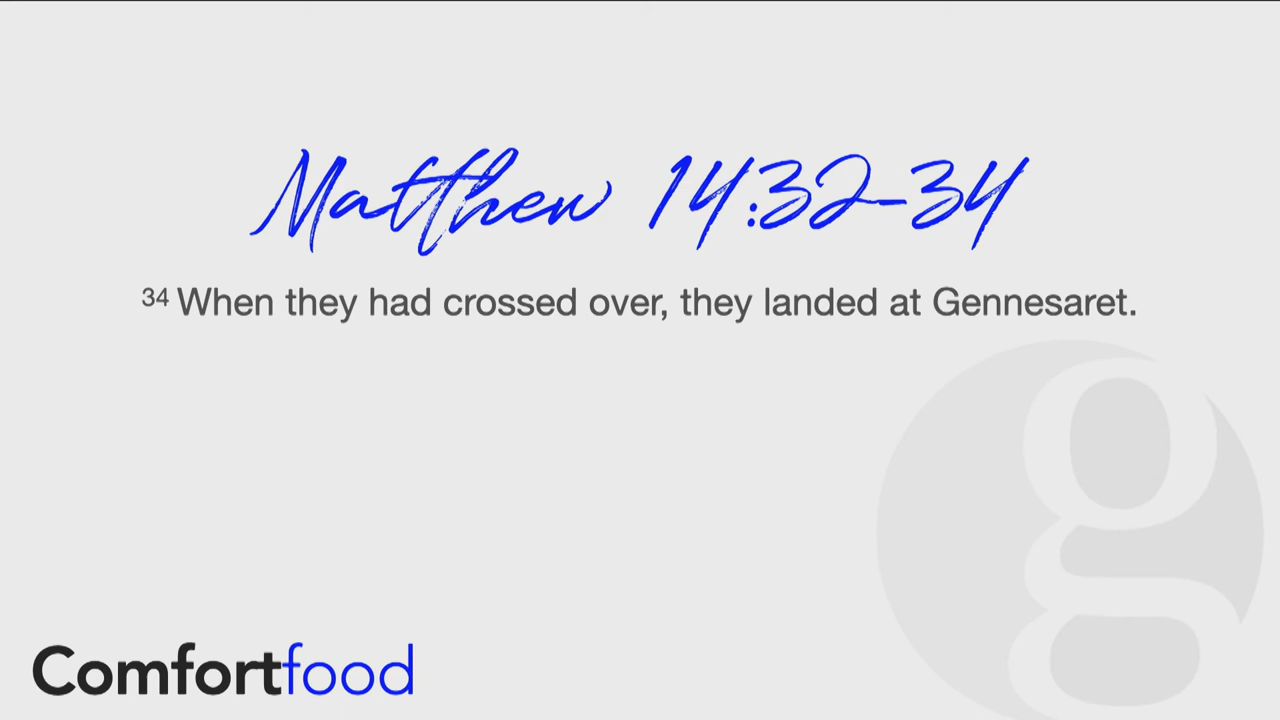 Matthew 14:32-34
34 When they had crossed over, they landed at Gennesaret.
g
Comfortfood